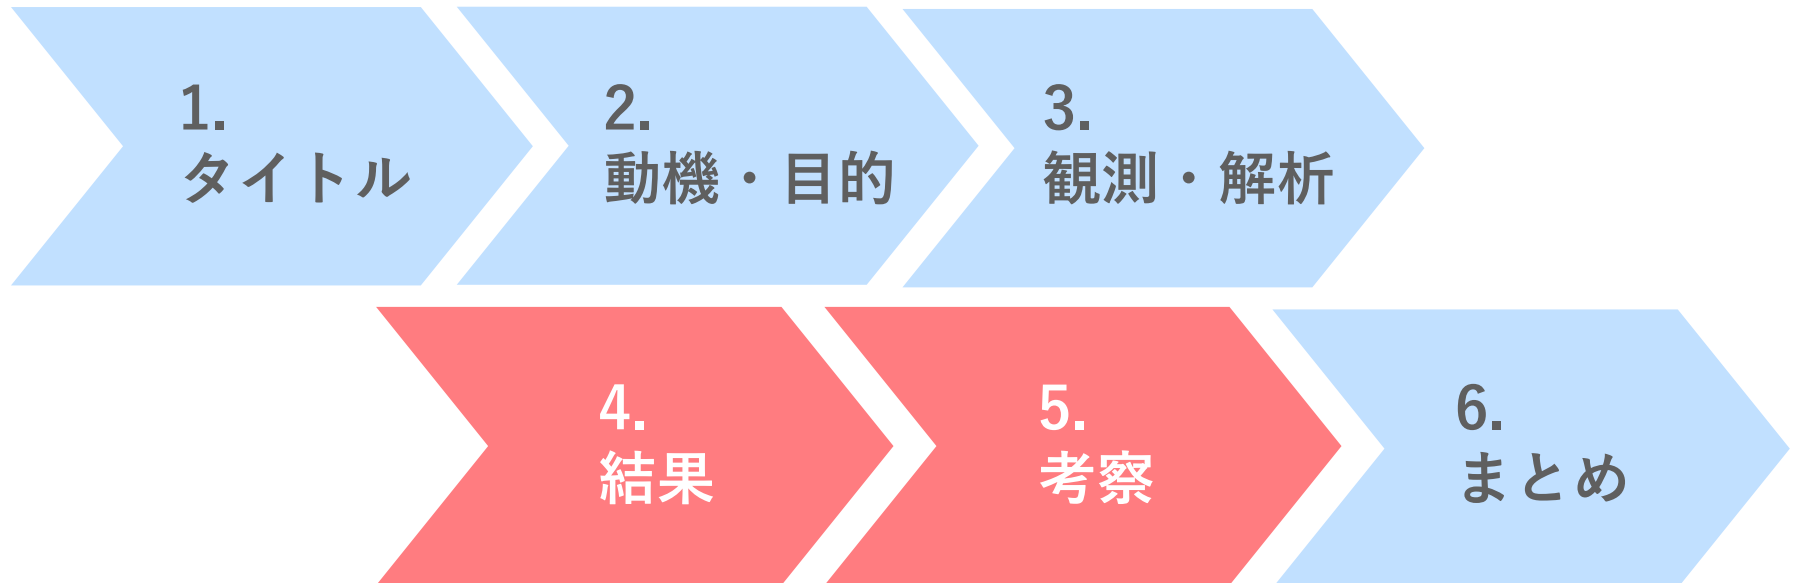 1.
タイトル
2.
動機・目的
3.
観測・解析
4.
結果
5.
考察
6.
まとめ